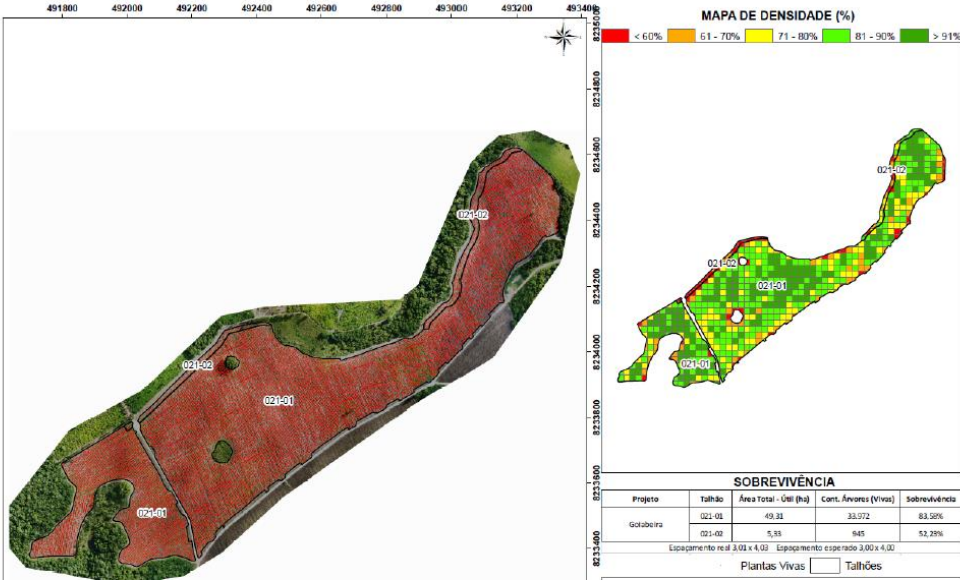 491800 492000 492200 492400 492600 492800 493000 493200 493400
8235000
8234800
8234600
8234400
8234200
8234000
8233800
8233600
8233400
021-02
021-02
021-01
021-01
MAPA DE DENSIDADE (%)
< 60% 61 - 70% 71 - 80% 81 - 90% > 91%
021-02
021-02
021-01
021-01
SOBREVIVÊNCIA
Projeto Talhão Área Total - Útil (ha) Cont. Árvores (Vivas) Sobrevivência
Goiabeira
021-01 49,31 33.972 83,58%
021-02 5,33 945 52,23%
Espaçamento real 3,01 x 4,03 Espaçamento esperado 3,00 x 4,00
Plantas Vivas Talhões